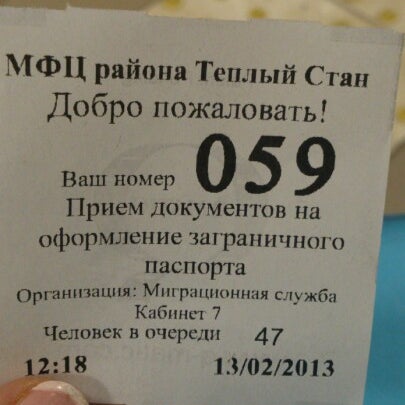 МФЦ района Теплый Стан
Добро пожаловать!
Ваш номер 059
Прием документов на
оформление заграничного
паспорта
Организация: Миграционная служба
Кабинет 7
Человек в очереди 47
12:18 13/02/2013